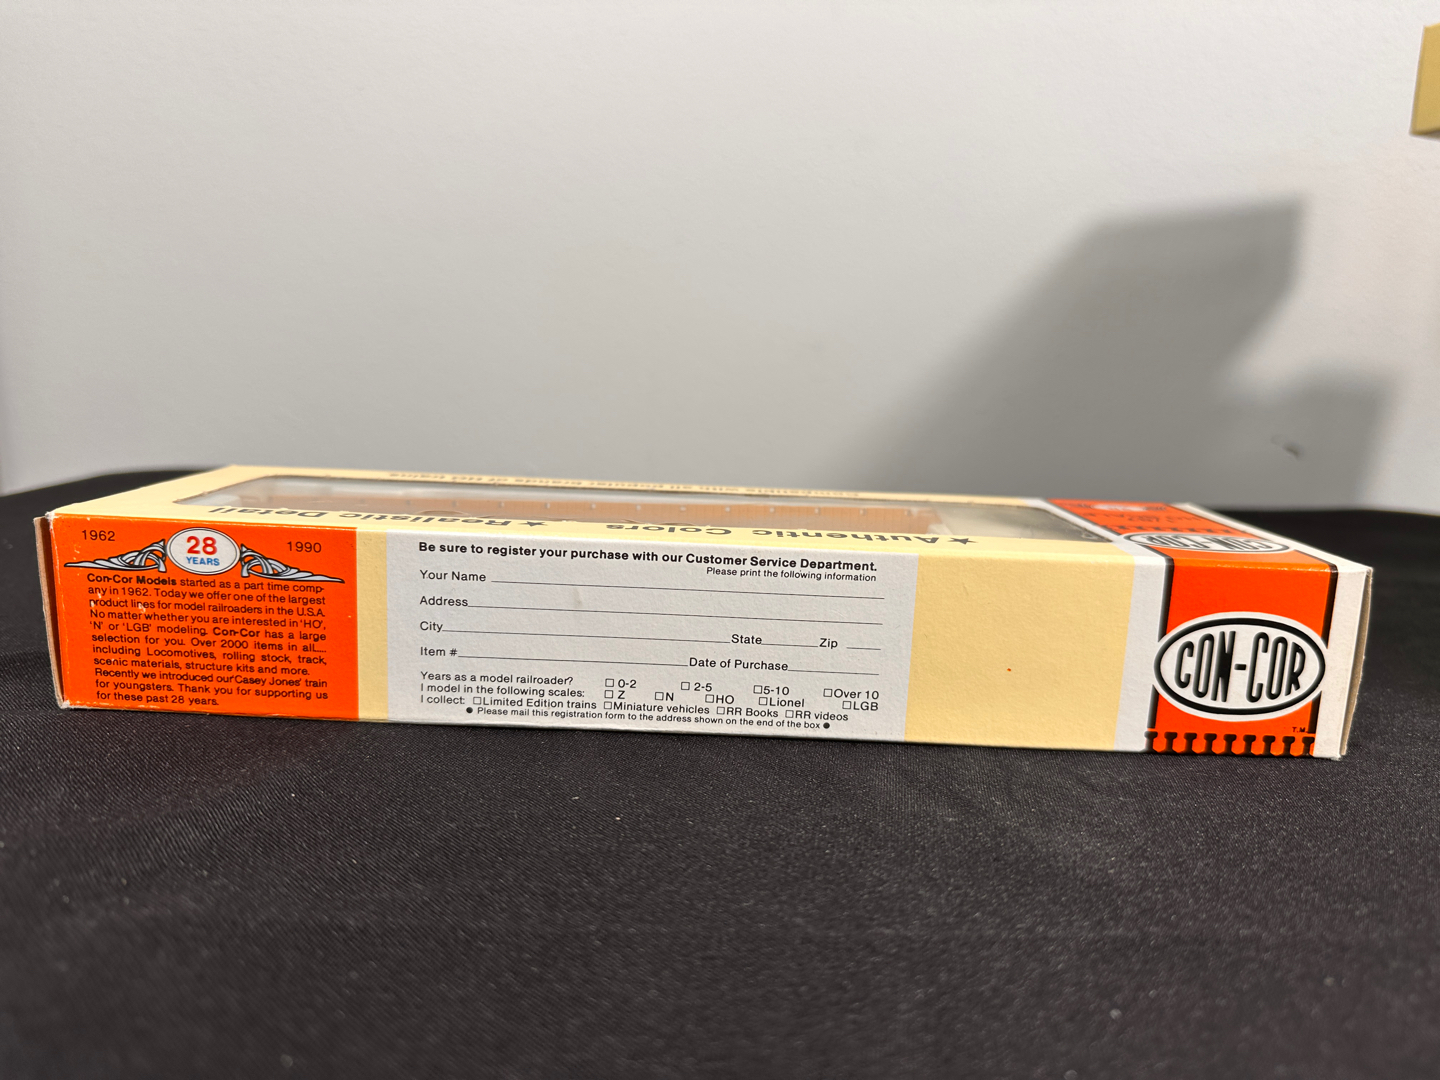 compatible with all popular brands of HO trains
★ Authentic Colors
★ Realistic Detail
CON-COR
1962
28
YEARS
1990
Con-Cor Models started as a part time comp-
any in 1962. Today we offer one of the largest
product lines for model railroaders in the U.S.A.
No matter whether you are interested in 'HO',
'N' or 'LGB' modeling. Con-Cor has a large
selection for you. Over 2000 items in all....
including Locomotives, rolling stock, track,
scenic materials, structure kits and more.
Recently we introduced our 'Casey Jones' train
for youngsters. Thank you for supporting us
for these past 28 years.
Be sure to register your purchase with our Customer Service Department.
Please print the following information
Your Name
Address
City State Zip
Item # Date of Purchase
Years as a model railroader? ☐ 0-2 ☐ 2-5 ☐ 5-10 ☐ Over 10
I model in the following scales: ☐ Z ☐ N ☐ HO ☐ Lionel ☐ LGB
I collect: ☐ Limited Edition trains ☐ Miniature vehicles ☐ RR Books ☐ RR videos
● Please mail this registration form to the address shown on the end of the box ●
CON-COR
T.M.